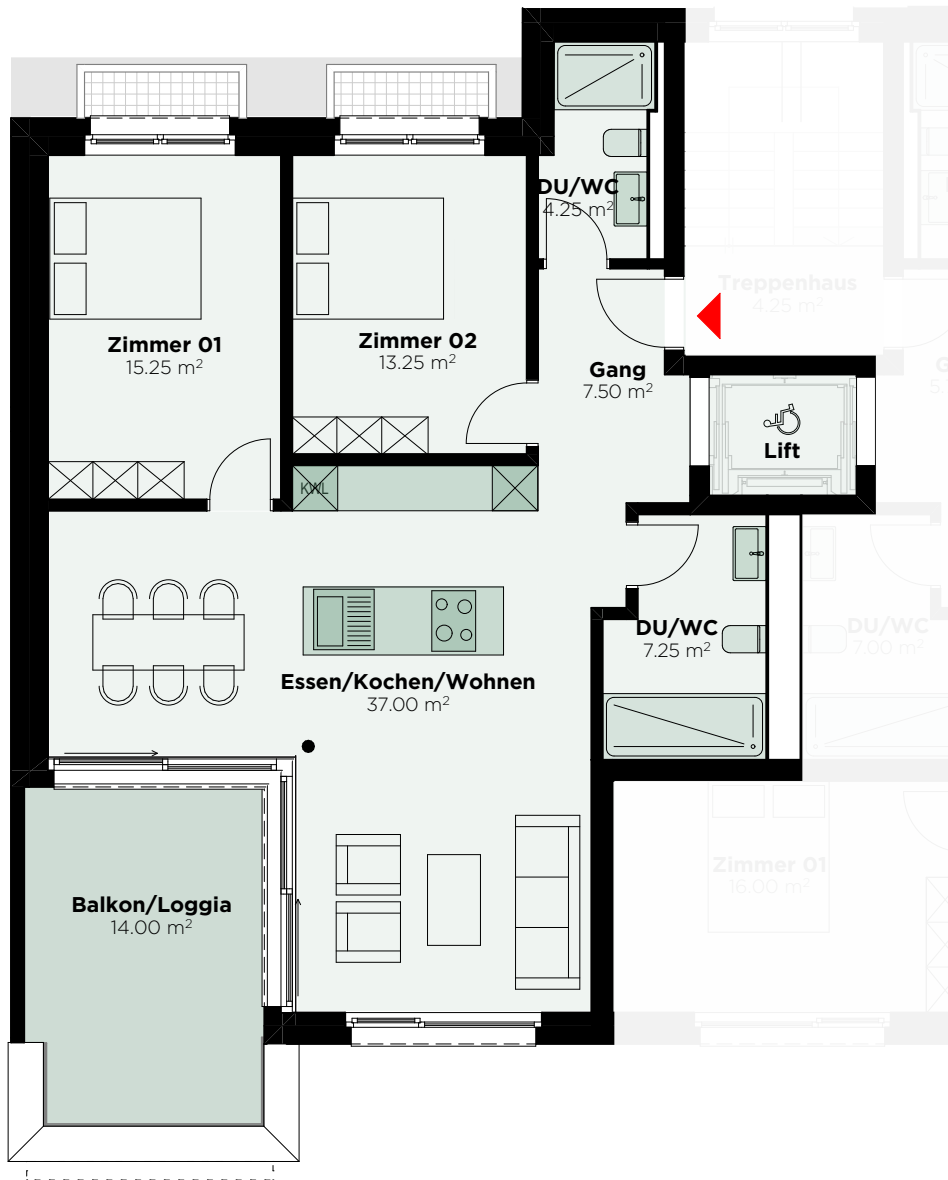 DU/WC
4.25 m²
Treppenhaus
4.25 m²
Zimmer 01
15.25 m²
Zimmer 02
13.25 m²
Gang
7.50 m²
G
5.
Lift
KWL
DU/WC
7.25 m²
DU/WC
7.00 m²
Essen/Kochen/Wohnen
37.00 m²
Zimmer 01
16.00 m²
Balkon/Loggia
14.00 m²